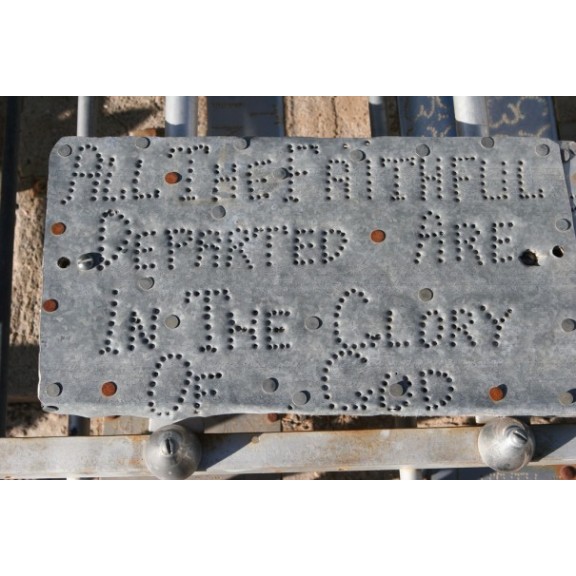 All The Faithful
Departed Are
In The Glory
Of God